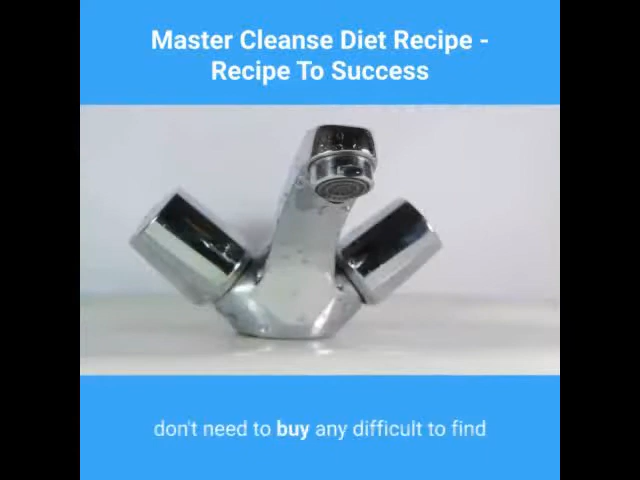 Master Cleanse Diet Recipe -
Recipe To Success
don't need to buy any difficult to find